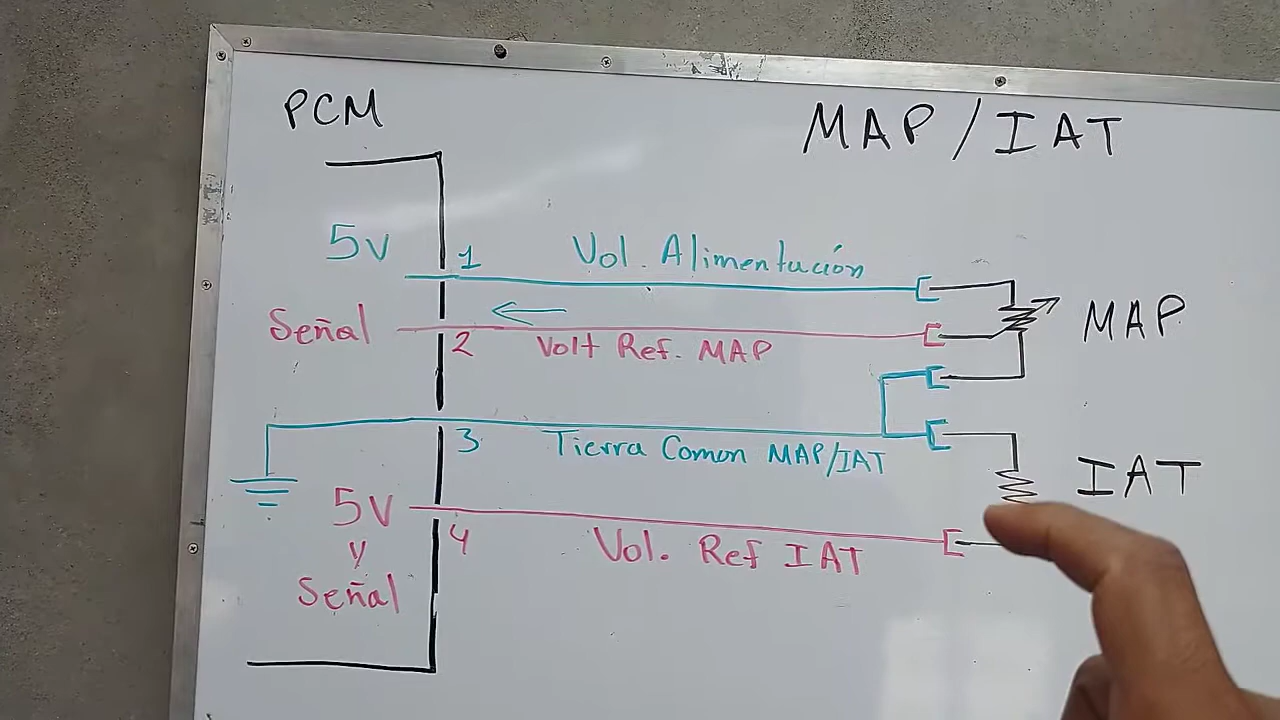 PCM
MAP/IAT
5v
1
Vol. Alimentación
Señal
2
Volt Ref. MAP
MAP
3
Tierra Comon MAP/IAT
IAT
5v
y
Señal
4
Vol. Ref IAT